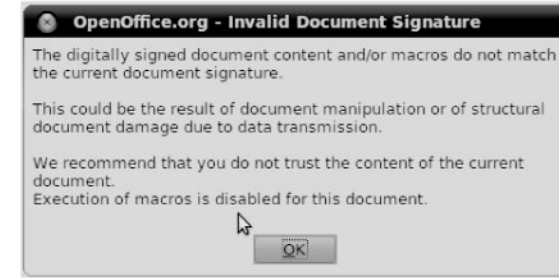 OpenOffice.org - Invalid Document Signature
The digitally signed document content and/or macros do not match
the current document signature.
This could be the result of document manipulation or of structural
document damage due to data transmission.
We recommend that you do not trust the content of the current
document.
Execution of macros is disabled for this document.
OK